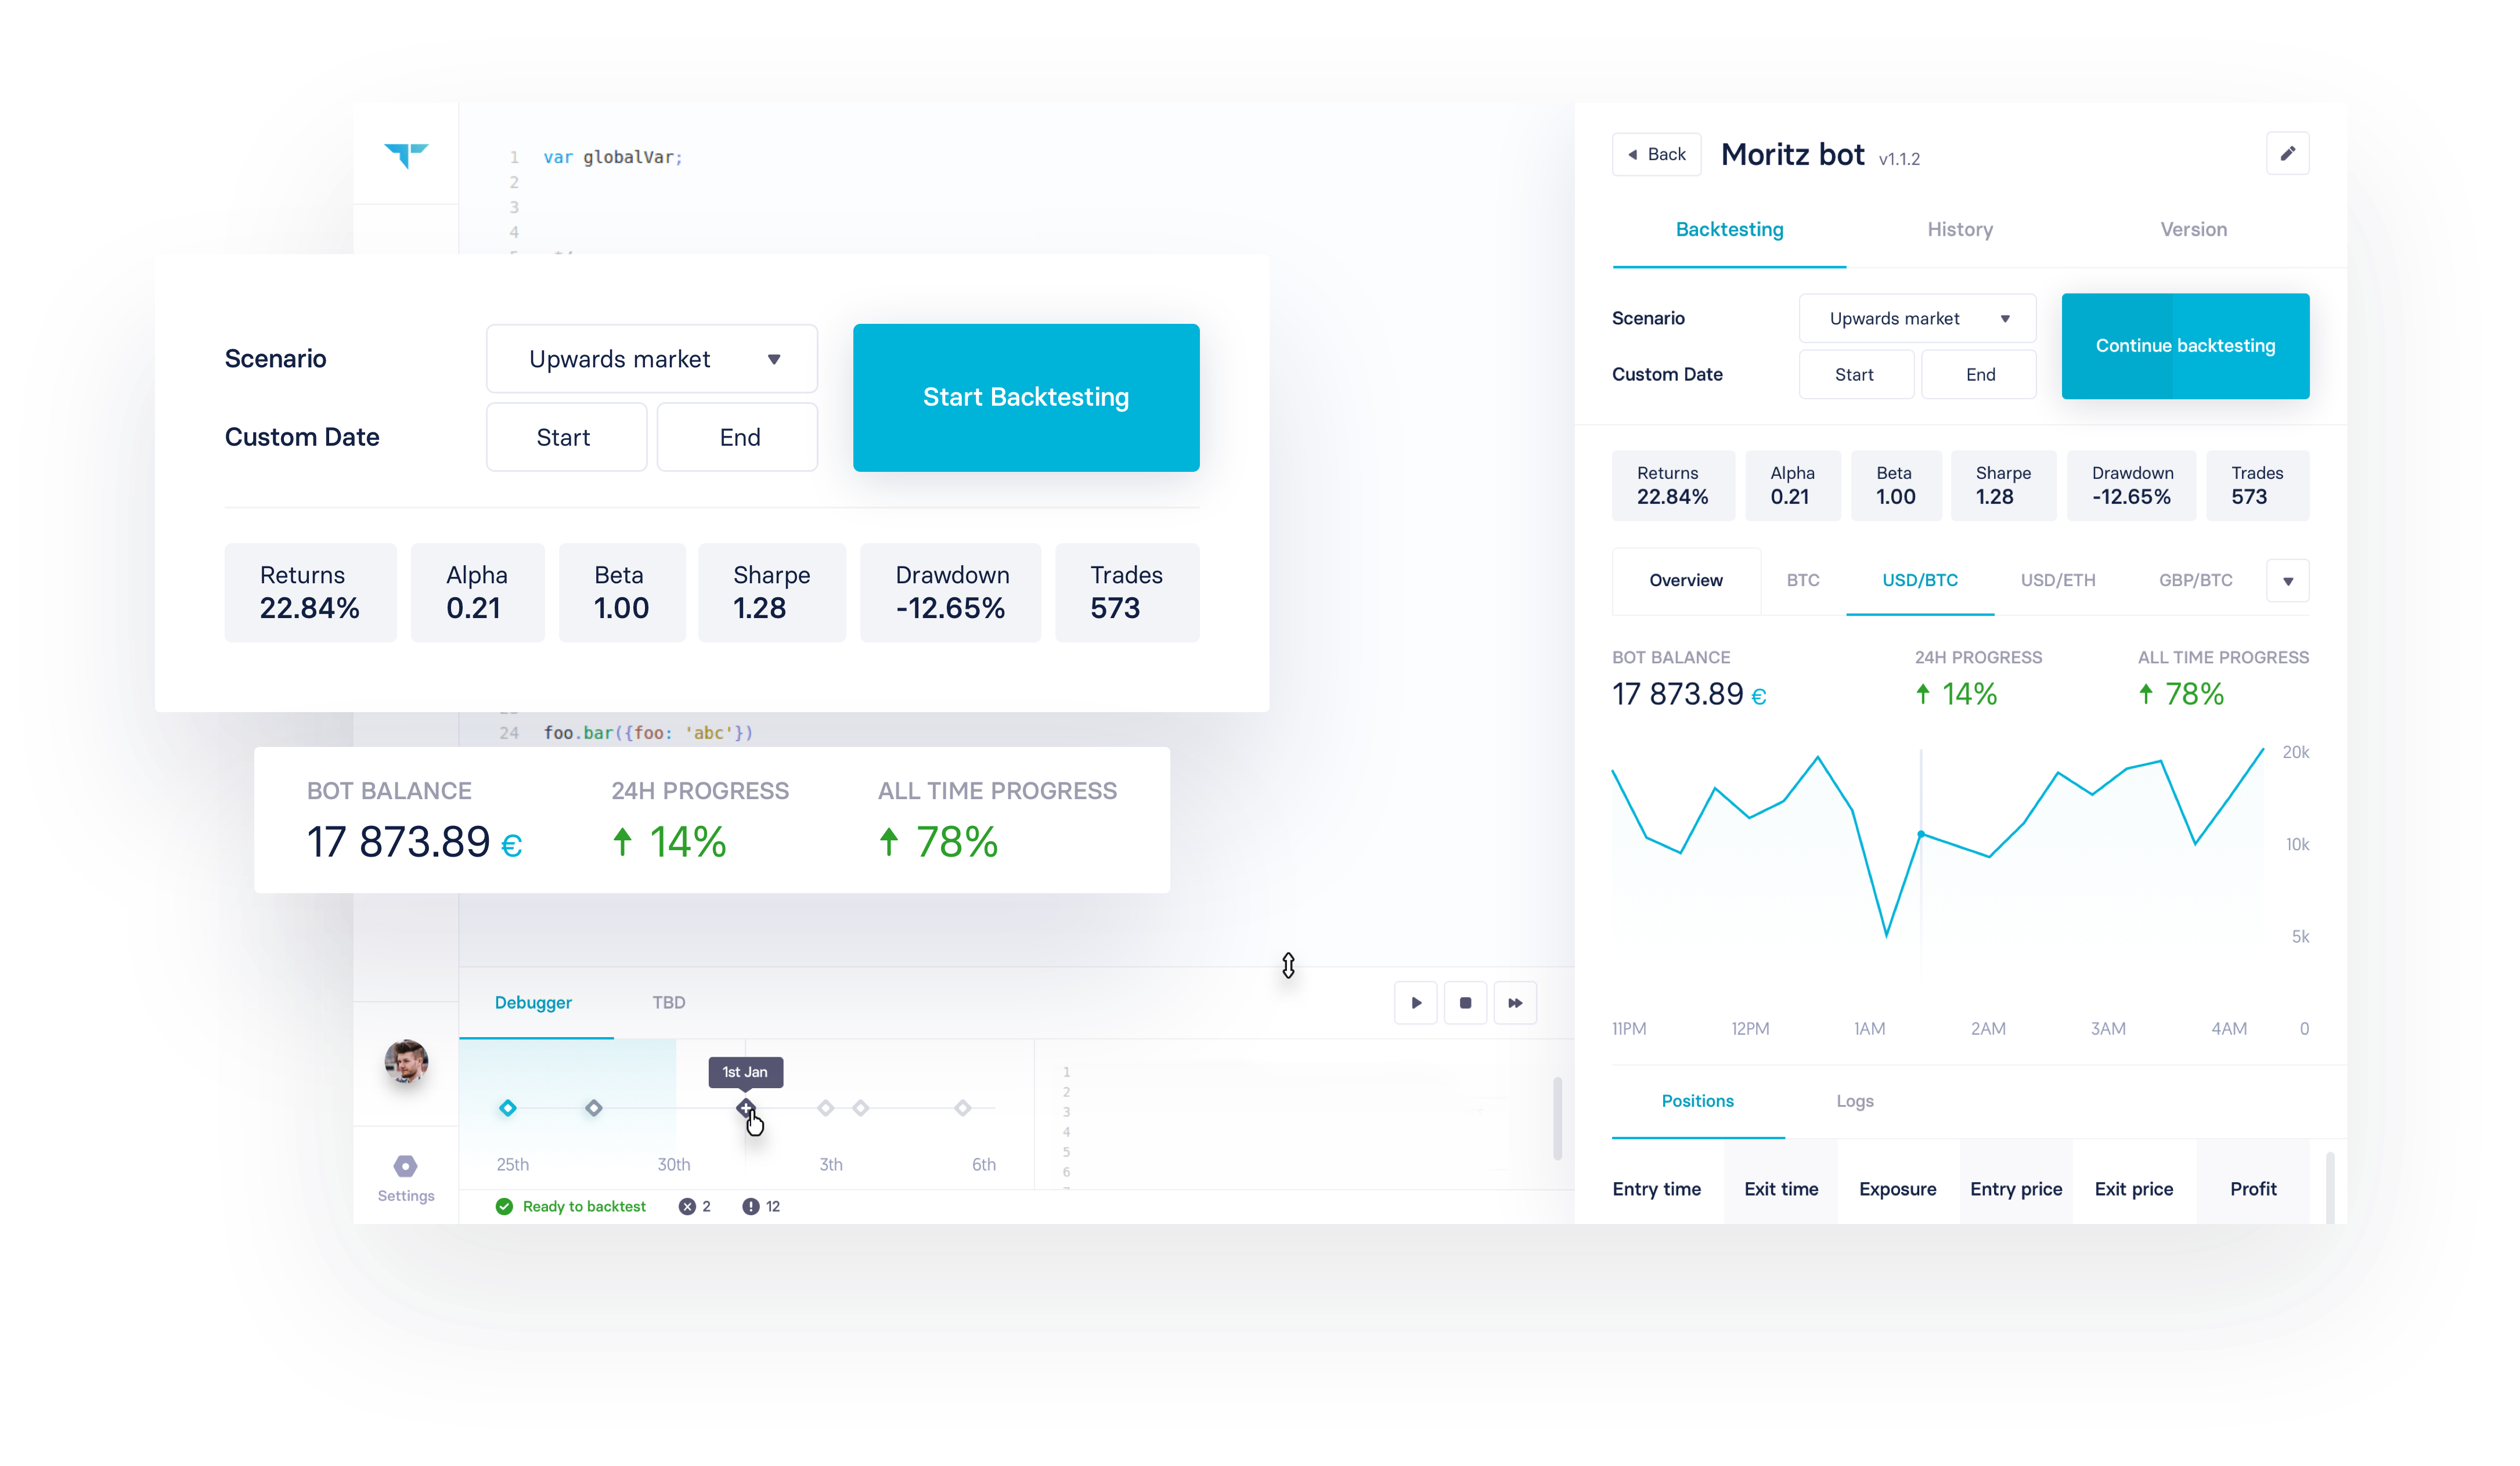 1 var globalVar;
2
3
4
Scenario
Upwards market
Start Backtesting
Custom Date
Start
End
Returns
22.84%
Alpha
0.21
Beta
1.00
Sharpe
1.28
Drawdown
-12.65%
Trades
573
24 foo.bar({foo: 'abc'})
BOT BALANCE
17 873.89 €
24H PROGRESS
14%
ALL TIME PROGRESS
78%
Debugger
TBD
1st Jan
25th
30th
3th
6th
1
2
3
4
5
6
Settings
Ready to backtest
2
12
Back
Moritz bot v1.1.2
Backtesting
History
Version
Scenario
Upwards market
Continue backtesting
Custom Date
Start
End
Returns
22.84%
Alpha
0.21
Beta
1.00
Sharpe
1.28
Drawdown
-12.65%
Trades
573
Overview
BTC
USD/BTC
USD/ETH
GBP/BTC
BOT BALANCE
17 873.89 €
24H PROGRESS
14%
ALL TIME PROGRESS
78%
20k
10k
5k
11PM
12PM
1AM
2AM
3AM
4AM
0
Positions
Logs
Entry time
Exit time
Exposure
Entry price
Exit price
Profit